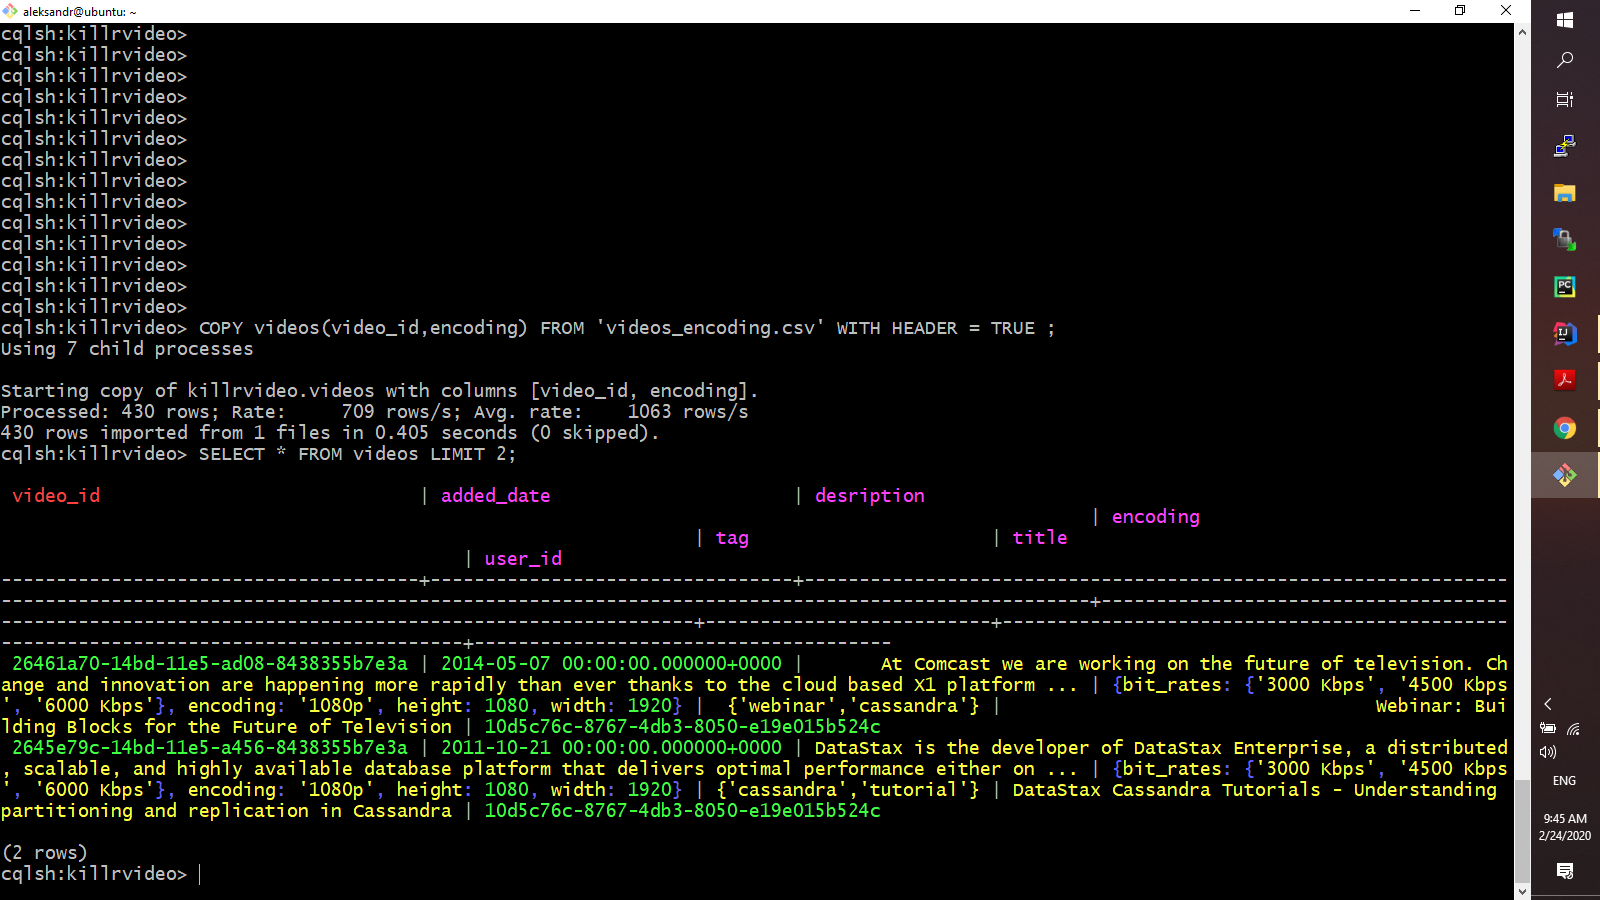 aleksandr@ubuntu: ~
cqlsh:killrvideo>
cqlsh:killrvideo>
cqlsh:killrvideo>
cqlsh:killrvideo>
cqlsh:killrvideo>
cqlsh:killrvideo>
cqlsh:killrvideo>
cqlsh:killrvideo>
cqlsh:killrvideo>
cqlsh:killrvideo>
cqlsh:killrvideo>
cqlsh:killrvideo>
cqlsh:killrvideo>
cqlsh:killrvideo>
cqlsh:killrvideo> COPY videos(video_id,encoding) FROM 'videos_encoding.csv' WITH HEADER = TRUE ;
Using 7 child processes
Starting copy of killrvideo.videos with columns [video_id, encoding].
Processed: 430 rows; Rate:     709 rows/s; Avg. rate:    1063 rows/s
430 rows imported from 1 files in 0.405 seconds (0 skipped).
cqlsh:killrvideo> SELECT * FROM videos LIMIT 2;
video_id | added_date | desription
| encoding
| tag | title
| user_id
--------------------------------------+---------------------------------+----------------------------------------------------------------
---------------------------------------------------------------------------------------------------+-------------------------------------
---------------------------------------------------------------+--------------------------+----------------------------------------------
------------------------------------------+--------------------------------------
26461a70-14bd-11e5-ad08-8438355b7e3a | 2014-05-07 00:00:00.000000+0000 |       At Comcast we are working on the future of television. Ch
ange and innovation are happening more rapidly than ever thanks to the cloud based X1 platform ... | {bit_rates: {'3000 Kbps', '4500 Kbps
', '6000 Kbps'}, encoding: '1080p', height: 1080, width: 1920} |  {'webinar','cassandra'} |                                  Webinar: Bui
lding Blocks for the Future of Television | 10d5c76c-8767-4db3-8050-e19e015b524c
2645e79c-14bd-11e5-a456-8438355b7e3a | 2011-10-21 00:00:00.000000+0000 | DataStax is the developer of DataStax Enterprise, a distributed
, scalable, and highly available database platform that delivers optimal performance either on ... | {bit_rates: {'3000 Kbps', '4500 Kbps
', '6000 Kbps'}, encoding: '1080p', height: 1080, width: 1920} | {'cassandra','tutorial'} | DataStax Cassandra Tutorials - Understanding
partitioning and replication in Cassandra | 10d5c76c-8767-4db3-8050-e19e015b524c
(2 rows)
cqlsh:killrvideo>
PC
IJ
ENG
9:45 AM
2/24/2020